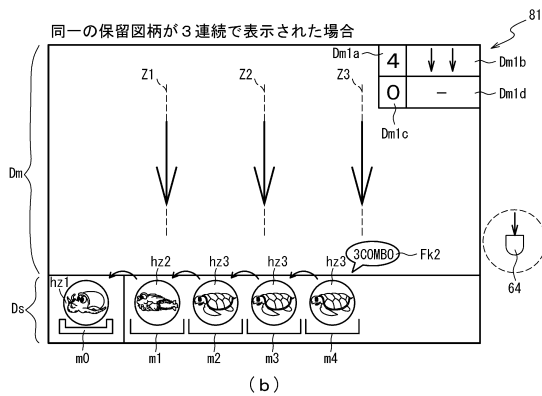 同一の保留図柄が3連続で表示された場合
81
Dm1a
4
↓ ↓
Dm1b
0
−
Dm1d
Dm1c
Z1
Z2
Z3
Dm
3COMBO
Fk2
64
hz1
hz2
hz3
hz3
hz3
Ds
m0
m1
m2
m3
m4
(b)